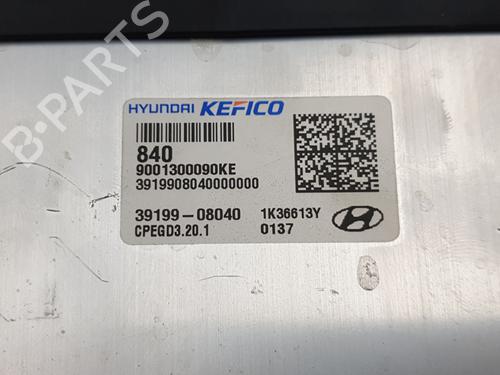 HYUNDAI KEFICO
840
9001300090KE
3919908040000000
39199-08040 1K36613Y
CPEGD3.20.1 0137
B-PARTS